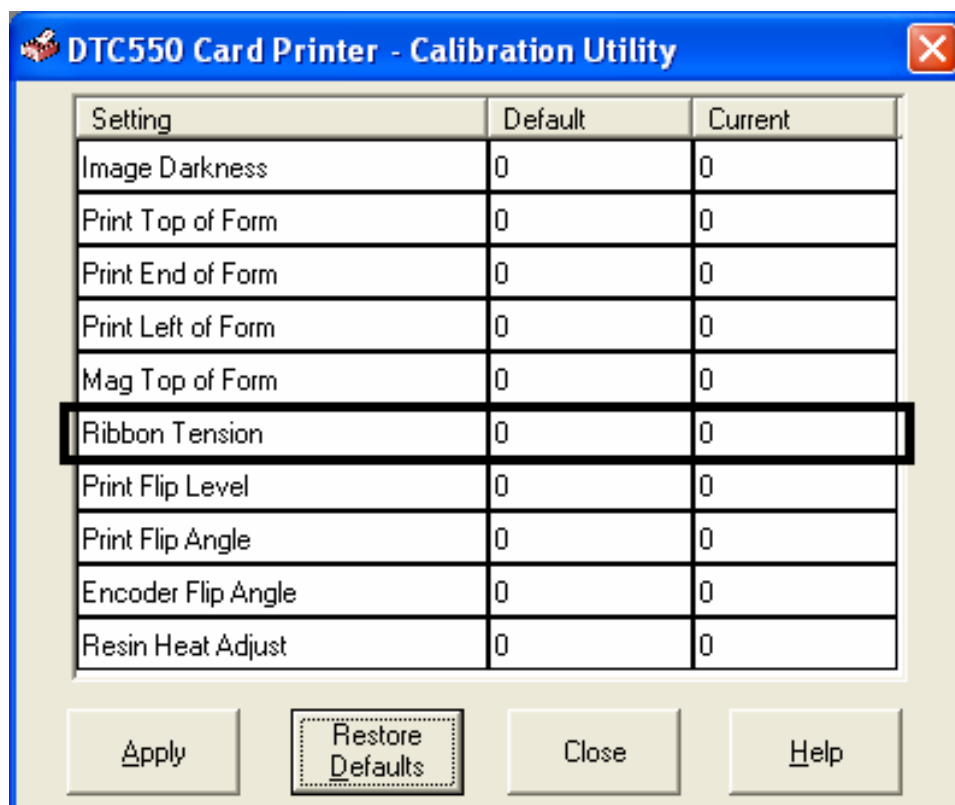 DTC550 Card Printer - Calibration Utility
Setting Default Current
Image Darkness 0 0
Print Top of Form 0 0
Print End of Form 0 0
Print Left of Form 0 0
Mag Top of Form 0 0
Ribbon Tension 0 0
Print Flip Level 0 0
Print Flip Angle 0 0
Encoder Flip Angle 0 0
Resin Heat Adjust 0 0
Apply Restore Defaults Close Help